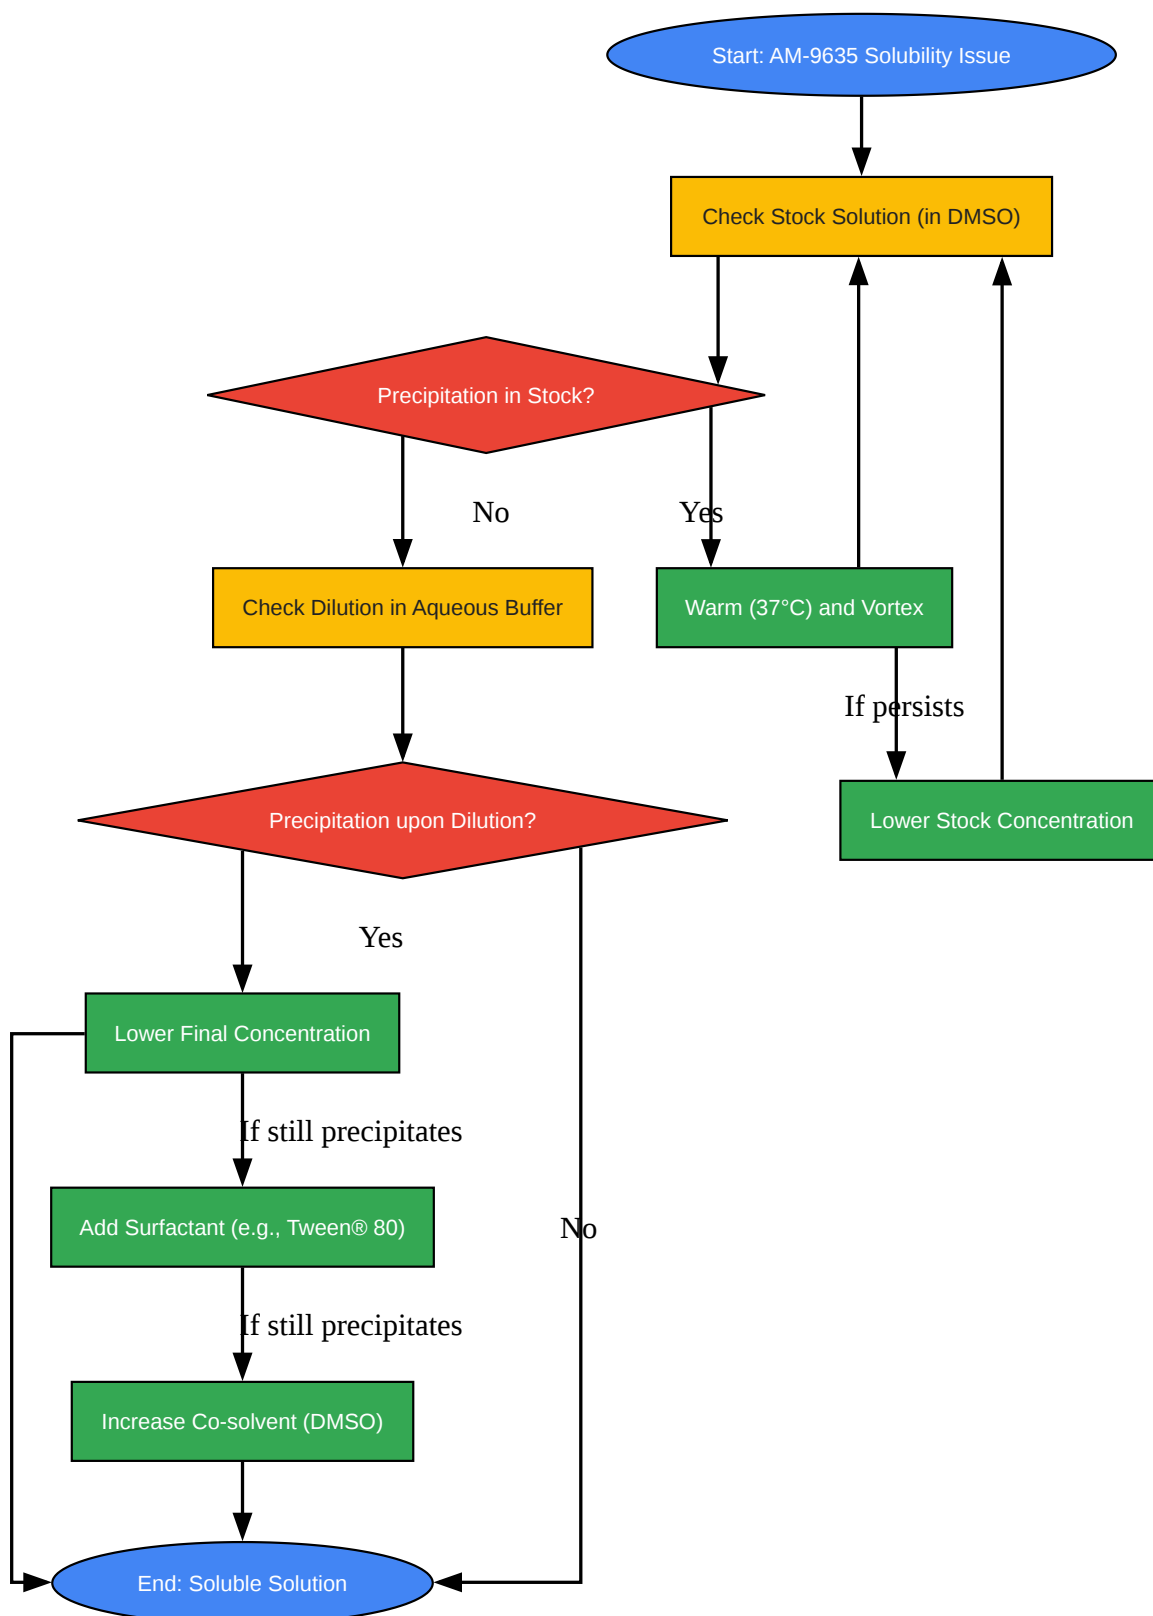 Start: AM-9635 Solubility Issue
Check Stock Solution (in DMSO)
Precipitation in Stock?
No
Yes
Check Dilution in Aqueous Buffer
Warm (37°C) and Vortex
If persists
Precipitation upon Dilution?
Lower Stock Concentration
Yes
Lower Final Concentration
If still precipitates
Add Surfactant (e.g., Tween® 80)
No
If still precipitates
Increase Co-solvent (DMSO)
End: Soluble Solution